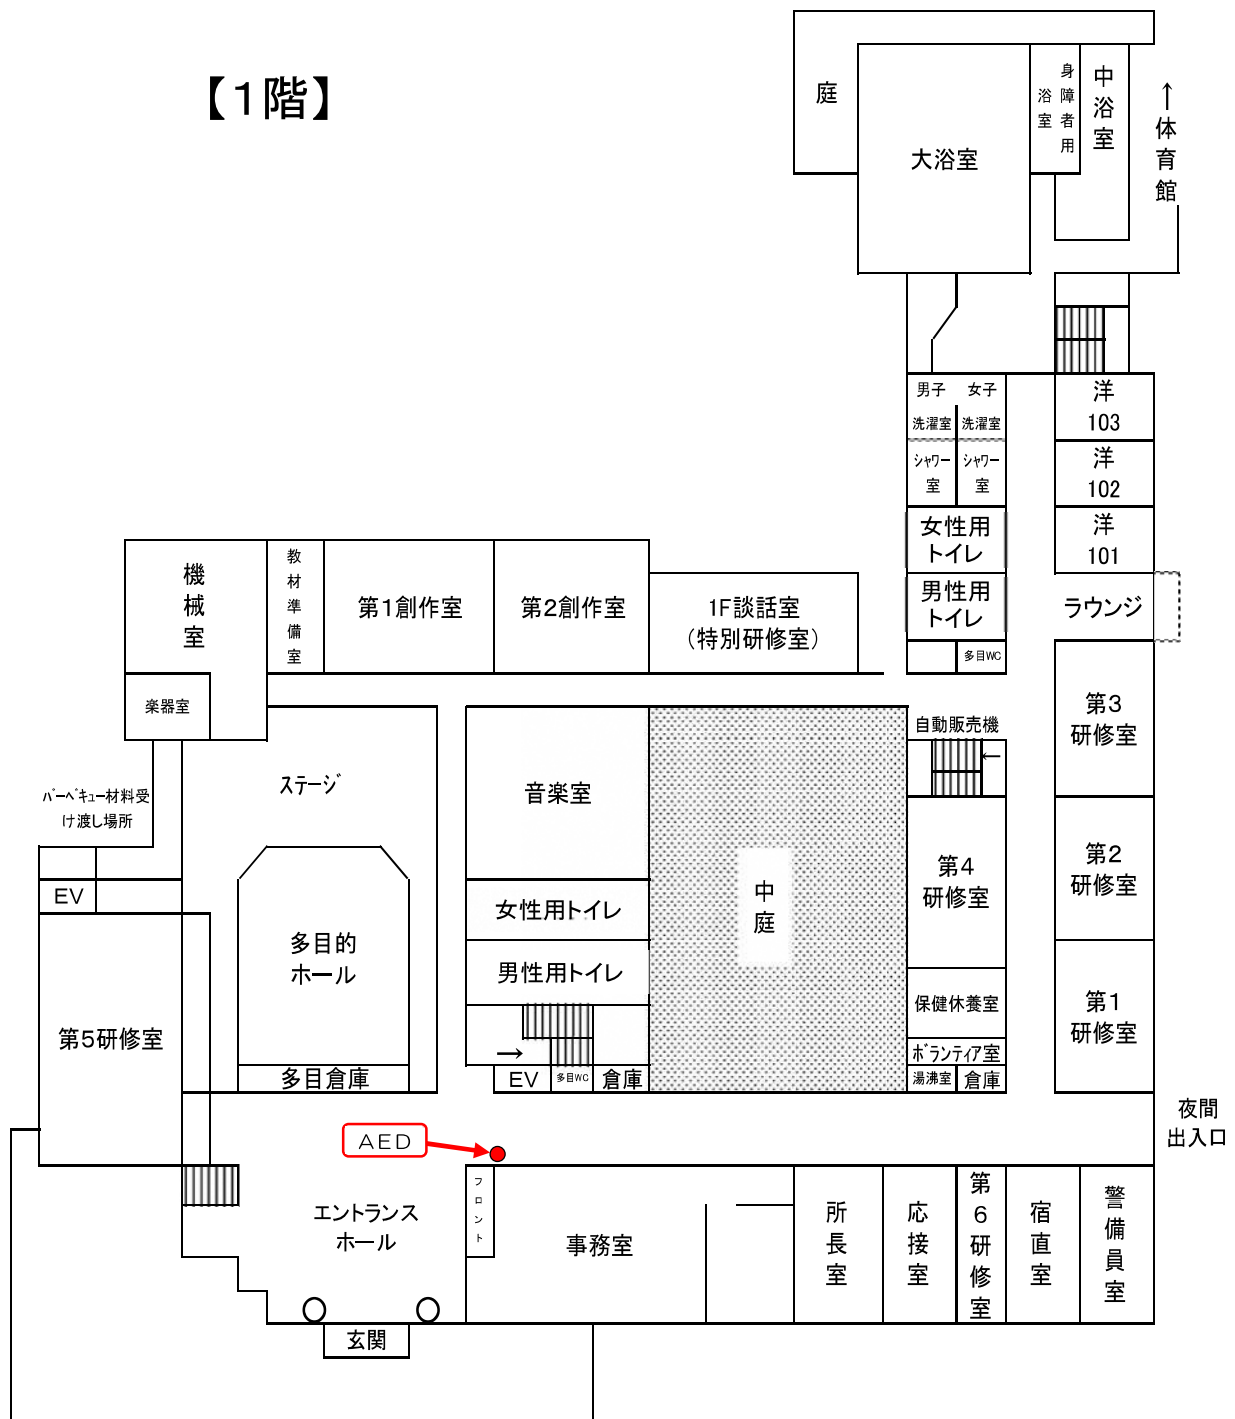 【1階】
庭
大浴室
身障者用
浴室
中浴室
↑体育館
男子
女子
洗濯室
洗濯室
シャワー
室
シャワー
室
洋
103
洋
102
洋
101
女性用
トイレ
男性用
トイレ
多目WC
ラウンジ
機械室
教材準備室
第1創作室
第2創作室
1F談話室
（特別研修室）
楽器室
自動販売機
←
第3
研修室
ステージ
音楽室
バーベキュー材料受
け渡し場所
EV
女性用トイレ
中庭
第4
研修室
第2
研修室
多目的
ホール
男性用トイレ
保健休養室
第1
研修室
第5研修室
→
ボランティア室
多目倉庫
EV
多目WC
倉庫
湯沸室
倉庫
夜間
出入口
AED
フロント
エントランス
ホール
事務室
所長室
応接室
第6研修室
宿直室
警備員室
玄関